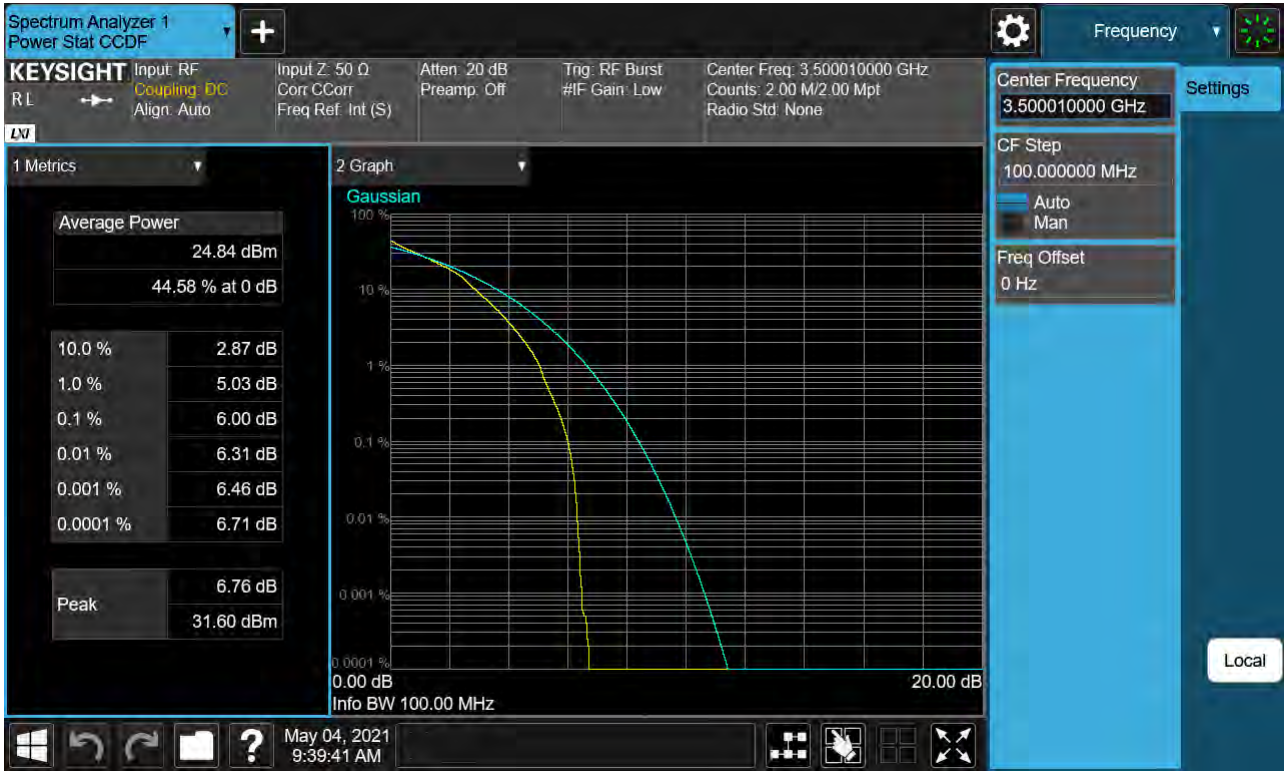 Spectrum Analyzer 1
Power Stat CCDF
Frequency
KEYSIGHT
RL
LXI
Input: RF
Coupling: DC
Align: Auto
Input Z: 50 Ω
Corr CCorr
Freq Ref: Int (S)
Atten: 20 dB
Preamp: Off
Trig: RF Burst
#IF Gain: Low
Center Freq: 3.500010000 GHz
Counts: 2.00 M/2.00 Mpt
Radio Std: None
Center Frequency
3.500010000 GHz
Settings
CF Step
100.000000 MHz
Auto
Man
Freq Offset
0 Hz
Local
1 Metrics
Average Power
24.84 dBm
44.58 % at 0 dB
10.0 % 2.87 dB
1.0 % 5.03 dB
0.1 % 6.00 dB
0.01 % 6.31 dB
0.001 % 6.46 dB
0.0001 % 6.71 dB
Peak
6.76 dB
31.60 dBm
2 Graph
Gaussian
100 %
10 %
1 %
0.1 %
0.01 %
0.001 %
0.0001 %
0.00 dB 20.00 dB
Info BW 100.00 MHz
?
May 04, 2021
9:39:41 AM